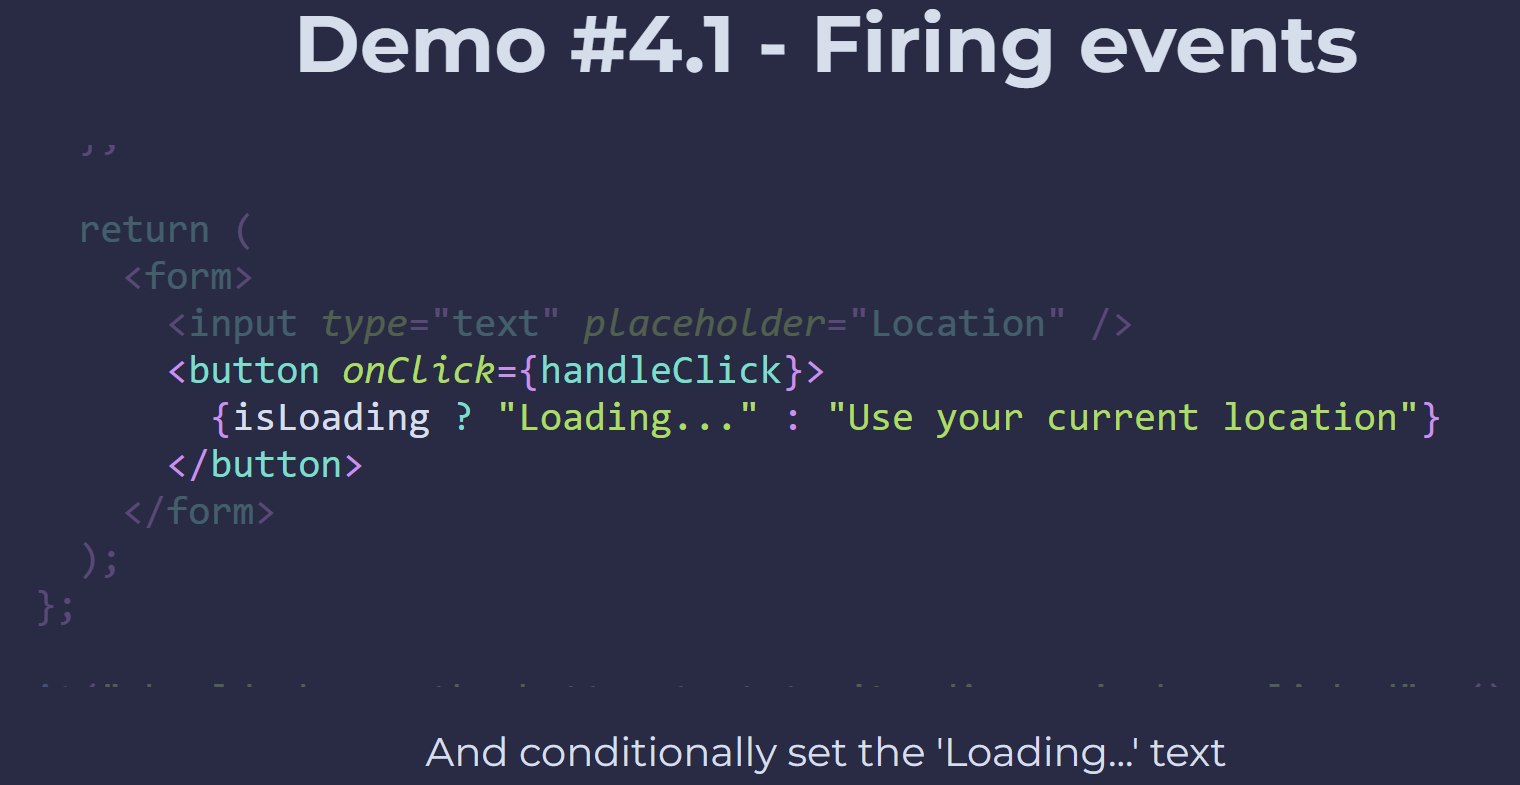 Demo #4.1 - Firing events
return (
<form>
<input type="text" placeholder="Location" />
<button onClick={handleClick}>
{isLoading ? "Loading..." : "Use your current location"}
</button>
</form>
);
};
And conditionally set the 'Loading...' text